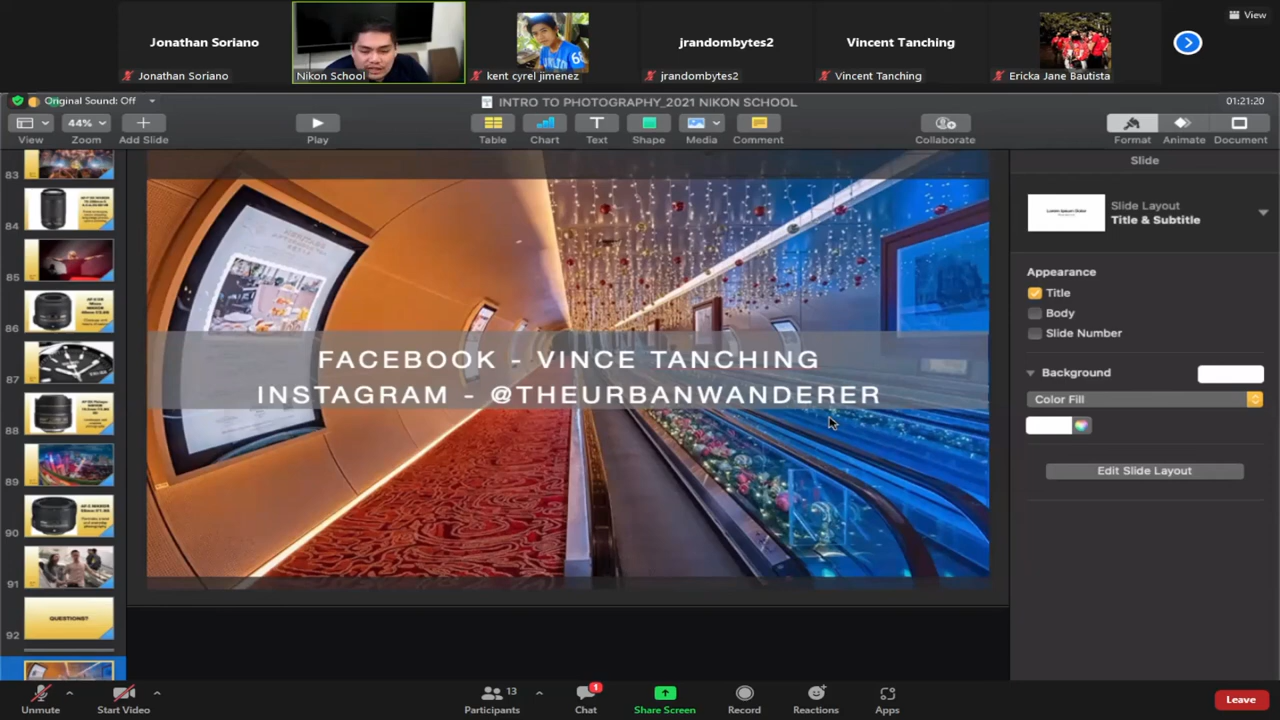 View
Jonathan Soriano
jrandombytes2
Vincent Tanching
Jonathan Soriano
Nikon School
kent cyrel jimenez
jrandombytes2
Vincent Tanching
Ericka Jane Bautista
Original Sound: Off
INTRO TO PHOTOGRAPHY_2021 NIKON SCHOOL
01:21:20
44%
View
Zoom
Add Slide
Play
Table
Chart
Text
Shape
Media
Comment
Collaborate
Format
Animate
Document
Slide
83
84
85
86
87
88
89
90
91
92
QUESTIONS?
FACEBOOK - VINCE TANCHING
INSTAGRAM - @THEURBANWANDERER
Slide Layout
Title & Subtitle
Appearance
Title
Body
Slide Number
Background
Color Fill
Edit Slide Layout
Unmute
Start Video
13
Participants
1
Chat
Share Screen
Record
Reactions
Apps
Leave